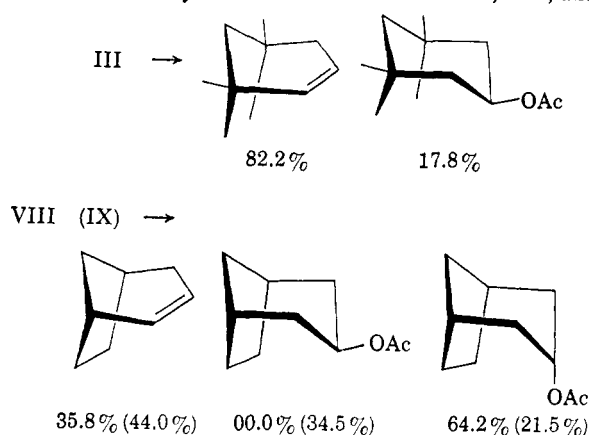 III →
OAc
82.2% 17.8%
VIII (IX) →
OAc
OAc
35.8% (44.0%) 00.0% (34.5%) 64.2% (21.5%)